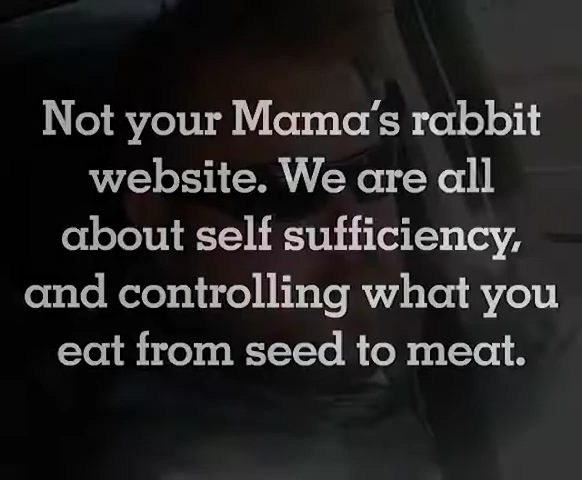 Not your Mama's rabbit
website. We are all
about self sufficiency,
and controlling what you
eat from seed to meat.